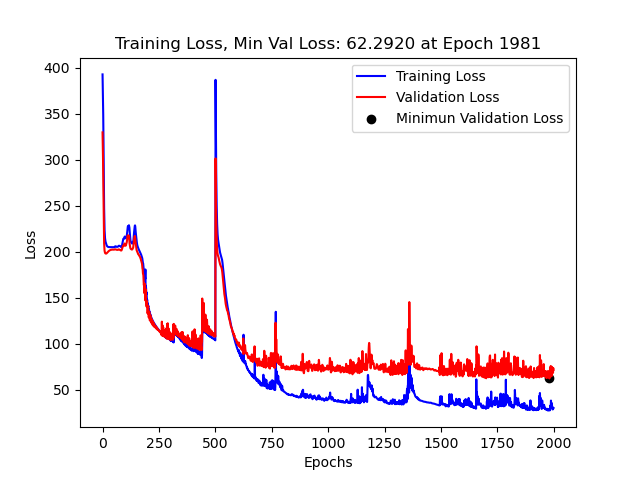 Training Loss, Min Val Loss: 62.2920 at Epoch 1981
Training Loss
Validation Loss
Minimun Validation Loss
Loss
400
350
300
250
200
150
100
50
0
250
500
750
1000
1250
1500
1750
2000
Epochs